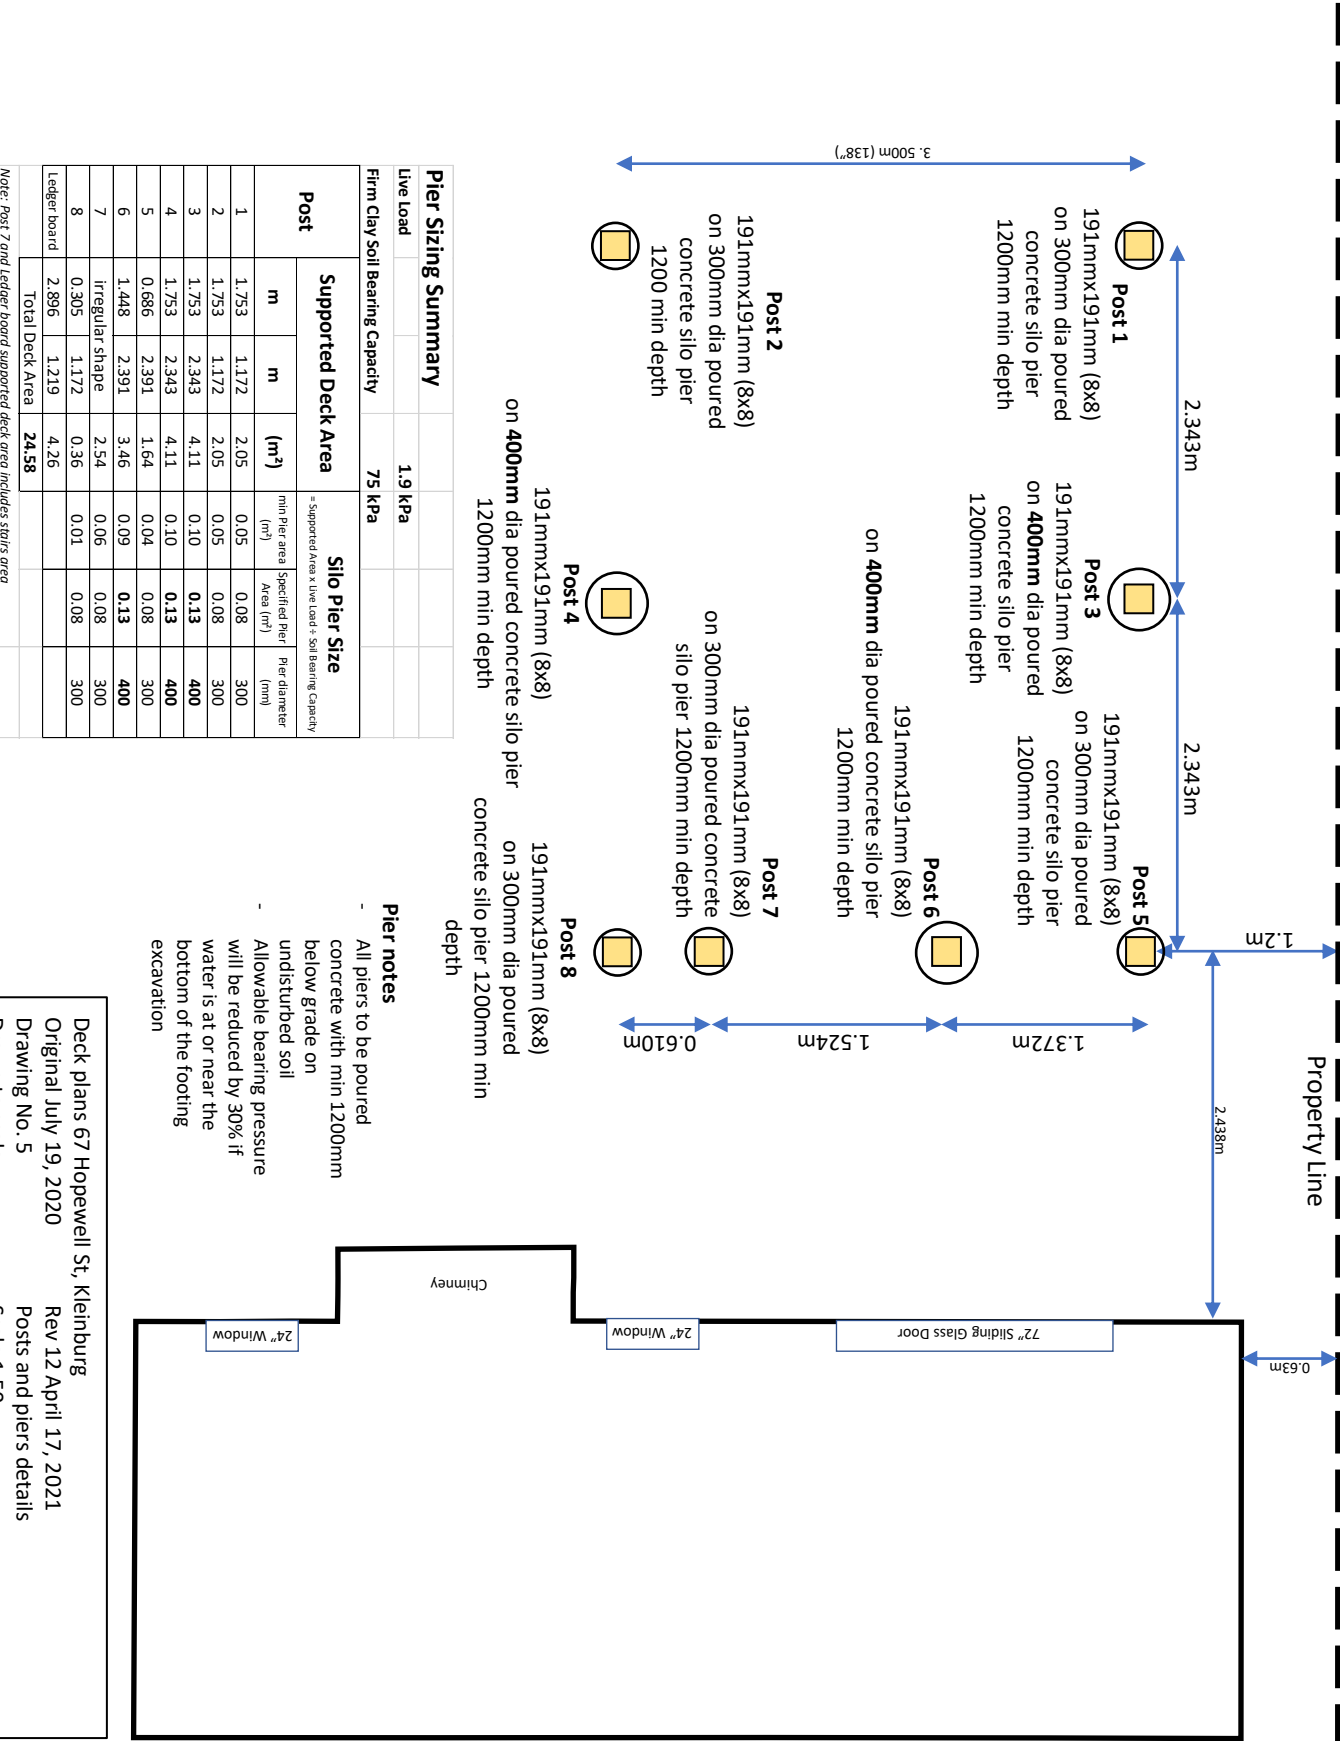 Property Line
2.343m
2.343m
2.438m
1.2m
0.63m
3. 500m (138”)
1.372m
1.524m
0.610m
Post 1
191mmx191mm (8x8)
on 300mm dia poured
concrete silo pier
1200mm min depth
Post 3
191mmx191mm (8x8)
on 400mm dia poured
concrete silo pier
1200mm min depth
Post 5
191mmx191mm (8x8)
on 300mm dia poured
concrete silo pier
1200mm min depth
Post 6
191mmx191mm (8x8)
on 400mm dia poured concrete silo pier
1200mm min depth
Post 2
191mmx191mm (8x8)
on 300mm dia poured
concrete silo pier
1200 min depth
Post 7
191mmx191mm (8x8)
on 300mm dia poured concrete
silo pier 1200mm min depth
Post 4
191mmx191mm (8x8)
on 400mm dia poured concrete silo pier
1200mm min depth
Post 8
191mmx191mm (8x8)
on 300mm dia poured
concrete silo pier 1200mm min
depth
72” Sliding Glass Door
24” Window
Chimney
24” Window
Pier Sizing Summary
Live Load 1.9 kPa
Firm Clay Soil Bearing Capacity 75 kPa
Post Supported Deck Area Silo Pier Size
= Supported Area x Live Load ÷ Soil Bearing Capacity
m m (m²) min Pier area (m²) Specified Pier Area (m²) Pier diameter (mm)
1 1.753 1.172 2.05 0.05 0.08 300
2 1.753 1.172 2.05 0.05 0.08 300
3 1.753 2.343 4.11 0.10 0.13 400
4 1.753 2.343 4.11 0.10 0.13 400
5 0.686 2.391 1.64 0.04 0.08 300
6 1.448 2.391 3.46 0.09 0.13 400
7 irregular shape 2.54 0.06 0.08 300
8 0.305 1.172 0.36 0.01 0.08 300
Ledger board 2.896 1.219 4.26
Total Deck Area 24.58
Note: Post 7 and Ledger board supported deck area includes stairs area
Pier notes
- All piers to be poured
concrete with min 1200mm
below grade on
undisturbed soil
- Allowable bearing pressure
will be reduced by 30% if
water is at or near the
bottom of the footing
excavation
Deck plans 67 Hopewell St, Kleinburg
Original July 19, 2020 Rev 12 April 17, 2021
Drawing No. 5 Posts and piers details